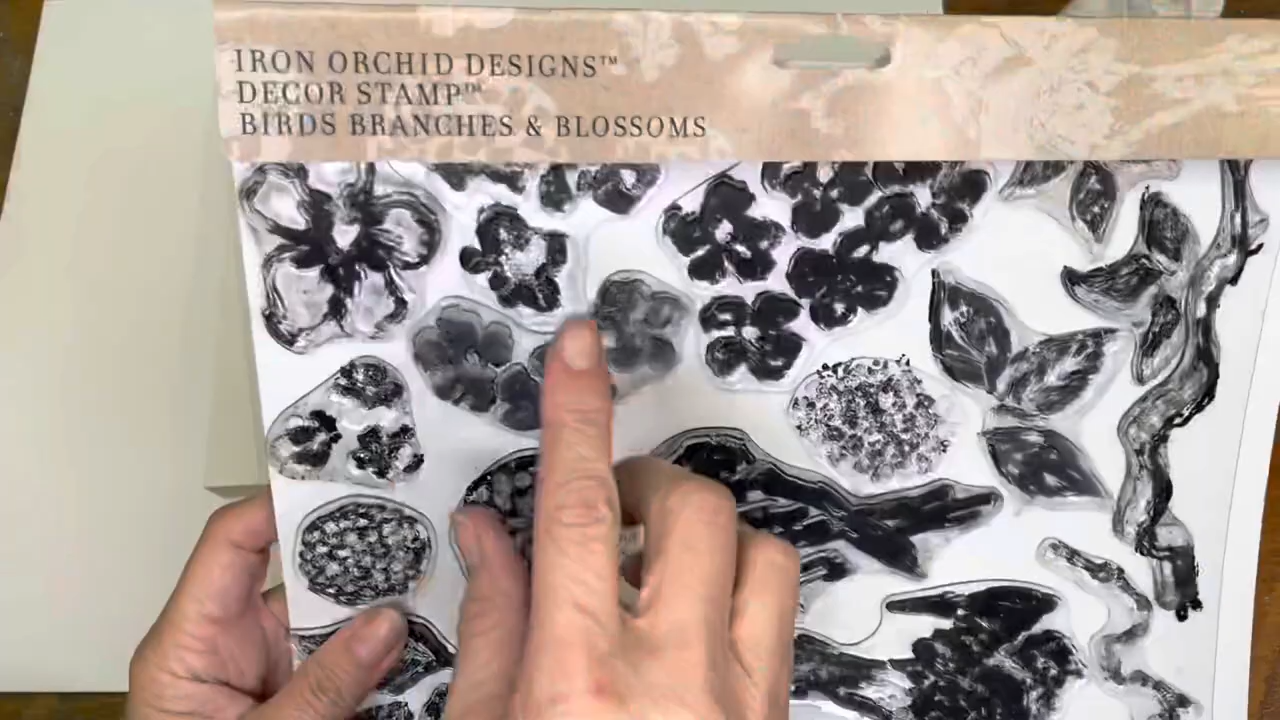 IRON ORCHID DESIGNS™
DECOR STAMP™
BIRDS BRANCHES & BLOSSOMS